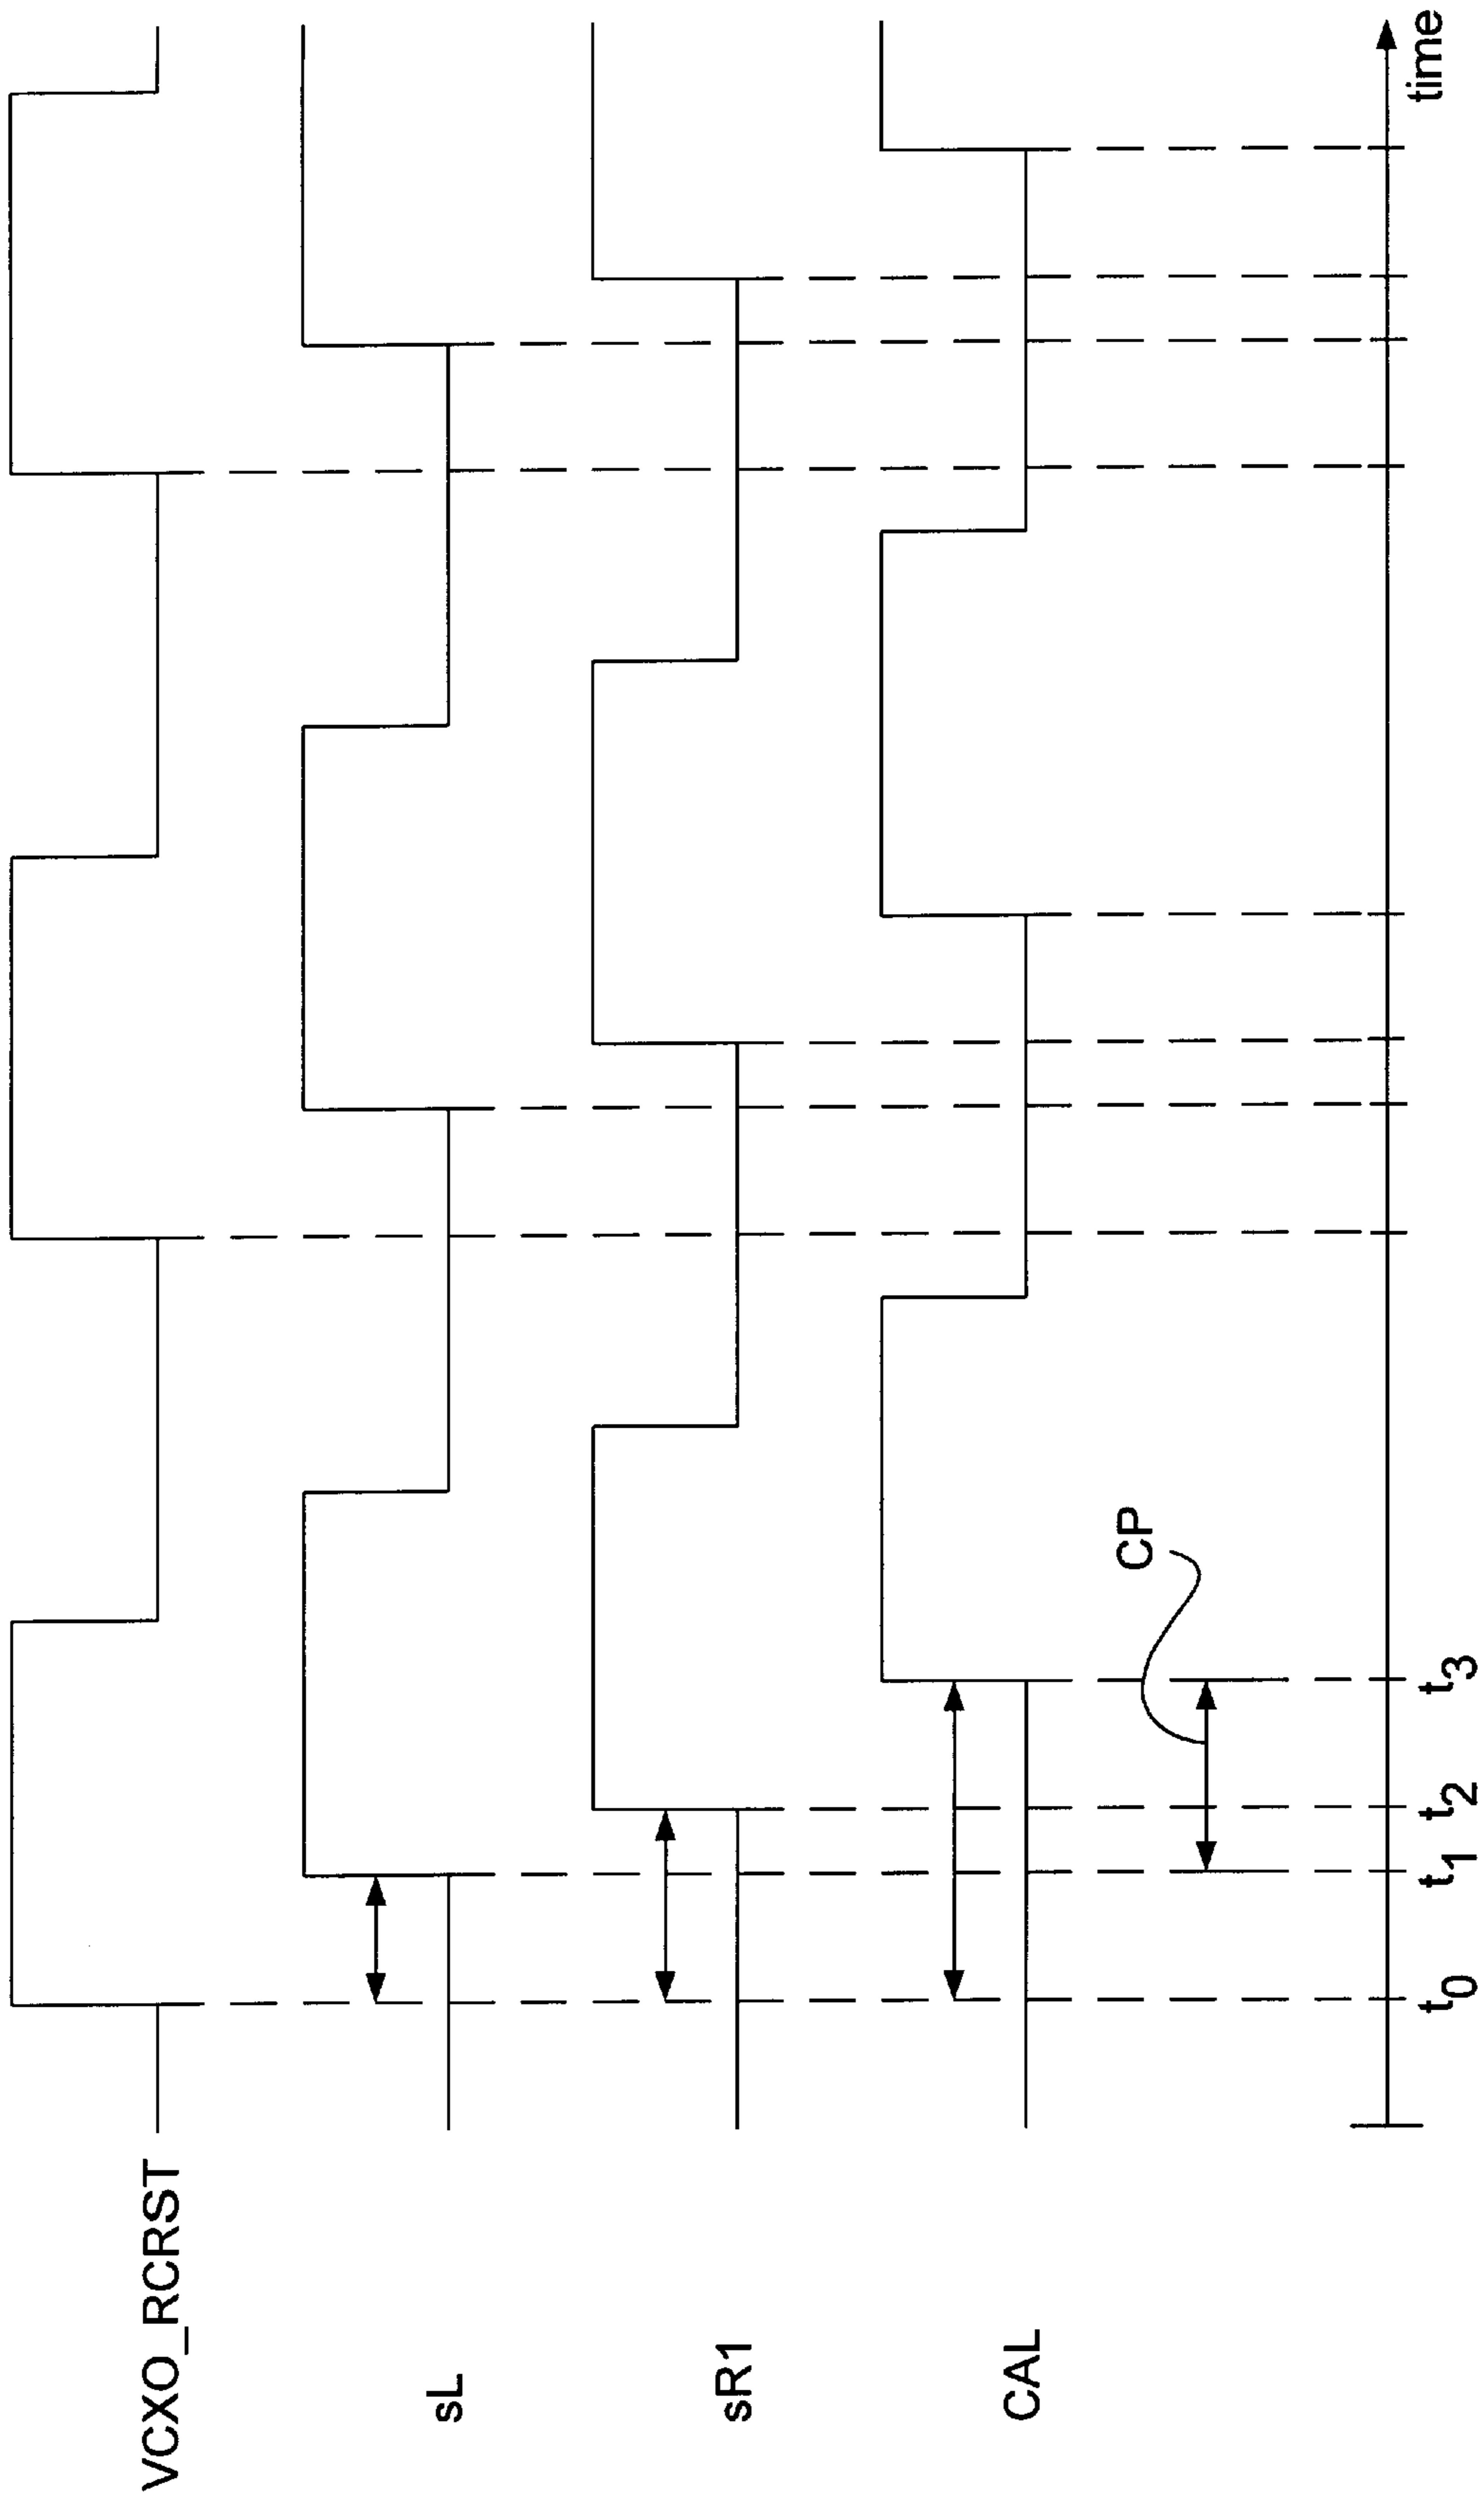 VCXO_RCRST
sL
sR1
CAL
CP
t0 t1 t2 t3
time